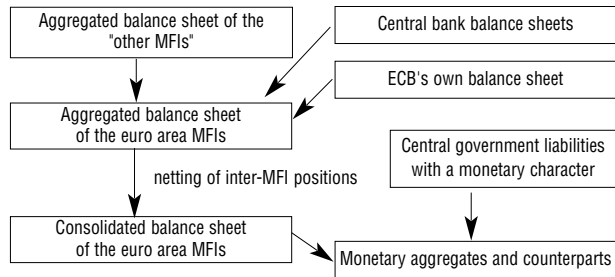 Aggregated balance sheet of the
"other MFIs"
Central bank balance sheets
ECB's own balance sheet
Aggregated balance sheet
of the euro area MFIs
Central government liabilities
with a monetary character
netting of inter-MFI positions
Consolidated balance sheet
of the euro area MFIs
Monetary aggregates and counterparts